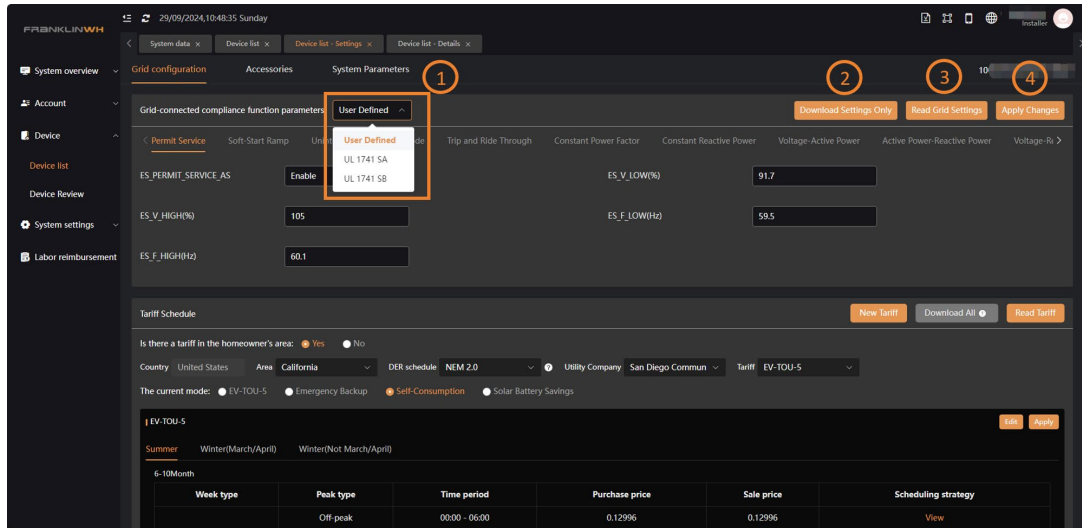 FRANKLINWH
29/09/2024,10:48:35 Sunday
Installer
System data × Device list × Device list - Settings × Device list - Details ×
System overview
Account
Device
Device list
Device Review
System settings
Labor reimbursement
Grid configuration Accessories System Parameters
10
1 2 3 4
Grid-connected compliance function parameters User Defined Download Settings Only Read Grid Settings Apply Changes
User Defined
UL 1741 SA
UL 1741 SB
Permit Service Soft-Start Ramp Trip and Ride Through Constant Power Factor Constant Reactive Power Voltage-Active Power Active Power-Reactive Power
ES_PERMIT_SERVICE_AS Enable ES_V_LOW(%) 91.7
ES_V_HIGH(%) 105 ES_F_LOW(Hz) 59.5
ES_F_HIGH(Hz) 60.1
Tariff Schedule New Tariff Download All Read Tariff
Is there a tariff in the homeowner's area: Yes No
Country United States Area California DER schedule NEM 2.0 ? Utility Company San Diego Commun Tariff EV-TOU-5
The current mode: EV-TOU-5 Emergency Backup Self-Consumption Solar Battery Savings
EV-TOU-5 Edit Apply
Summer Winter(March/April) Winter(Not March/April)
6-10Month
Week type Peak type Time period Purchase price Sale price Scheduling strategy
Off-peak 00:00 - 06:00 0.12996 0.12996 View